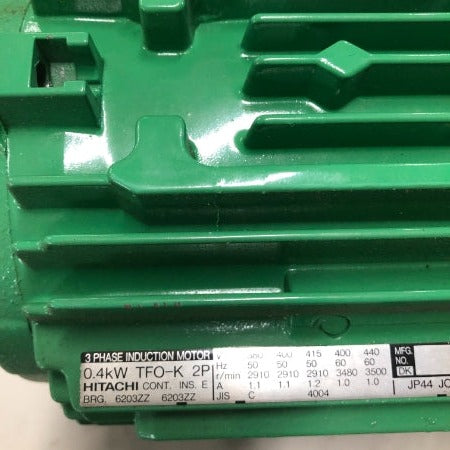 3 PHASE INDUCTION MOTOR
0.4kW TFO-K 2P
HITACHI CONT. INS. E
BRG. 6203ZZ 6203ZZ
V 380 400 415 400 440
Hz 50 50 50 60 60
r/min 2910 2910 2910 3480 3500
A 1.1 1.1 1.2 1.0 1.0
JIS C 4004
MFG.
NO.
DK
JP44